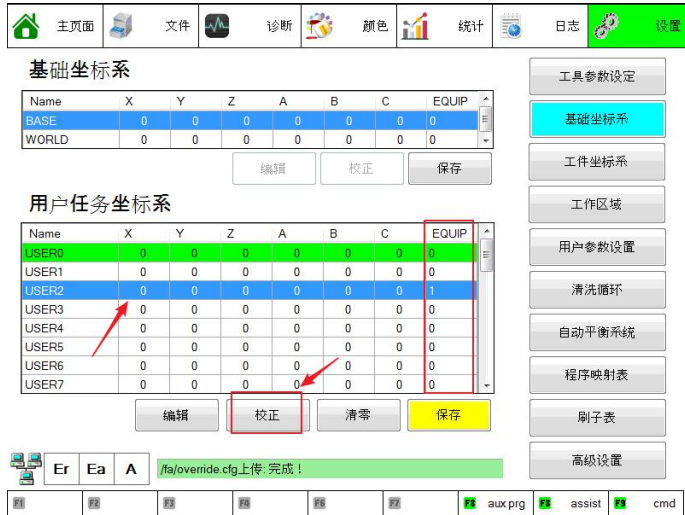 主页面 文件 诊断 颜色 统计 日志 设置
基础坐标系
Name X Y Z A B C EQUIP
BASE 0 0 0 0 0 0 0
WORLD 0 0 0 0 0 0 0
编辑 校正 保存
用户任务坐标系
Name X Y Z A B C EQUIP
USER0 0 0 0 0 0 0 0
USER1 0 0 0 0 0 0 0
USER2 0 0 0 0 0 0 1
USER3 0 0 0 0 0 0 0
USER4 0 0 0 0 0 0 0
USER5 0 0 0 0 0 0 0
USER6 0 0 0 0 0 0 0
USER7 0 0 0 0 0 0 0
编辑 校正 清零 保存
工具参数设定
基础坐标系
工件坐标系
工作区域
用户参数设置
清洗循环
自动平衡系统
程序映射表
刷子表
高级设置
Er Ea A /fa/override.cfg上传: 完成！
F1 F2 F3 F4 F6 F7 F8 aux prg F8 assist F9 cmd